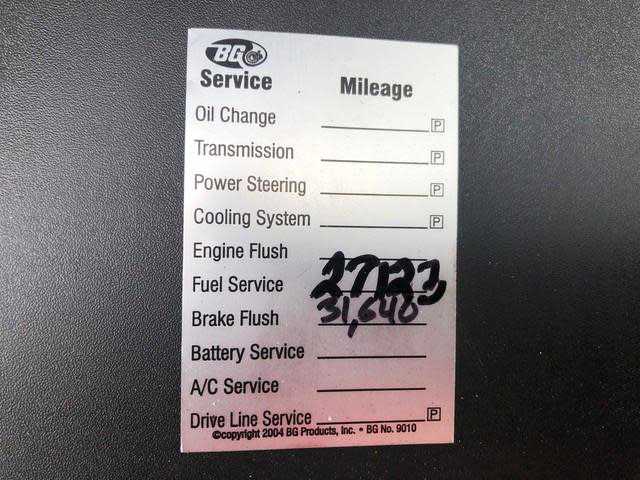 BG
Service Mileage
Oil Change P
Transmission P
Power Steering P
Cooling System P
Engine Flush
Fuel Service 27123
Brake Flush 31,640
Battery Service
A/C Service
Drive Line Service P
©copyright 2004 BG Products, Inc. • BG No. 9010